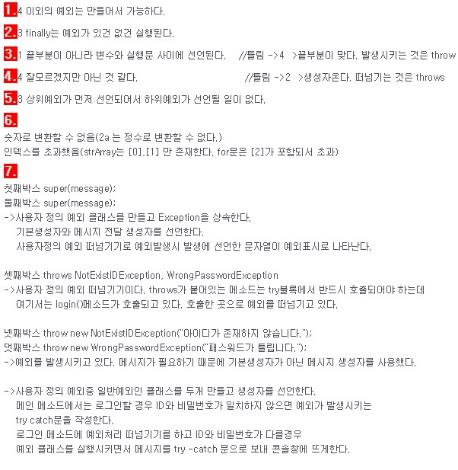 1.4 이외의 예외는 만들어서 가능하다.
2.3 finally는 예외가 있건 없건 실행된다.
3.1 끝부분이 아니라 변수와 실행문 사이에 선언된다. //틀림 ->4 >끝부분이 맞다. 발생시키는 것은 throw
4.4 잘모르겠지만 아닌 것 같다. //틀림 ->2 >생성자온다. 떠넘기는 것은 throws
5.3 상위예외가 먼저 선언되어서 하위예외가 선언될 일이 없다.
6.
숫자로 변환할 수 없음(2a 는 정수로 변환할 수 없다.)
인덱스를 초과했음(strArray는 [0],[1] 만 존재한다. for문은 [2]가 포함되서 초과)
7.
첫째박스 super(message);
둘째박스 super(message);
->사용자 정의 예외 클래스를 만들고 Exception을 상속한다.
기본생성자와 메시지 전달 생성자를 선언한다.
사용자정의 예외 떠넘기기로 예외발생시 발생에 선언한 문자열이 예외표시로 나타난다.
셋째박스 throws NotExistIDException, WrongPasswordException
->사용자 정의 예외 떠넘기기이다. throws가 붙어있는 메소드는 try블록에서 반드시 호출되어야 하는데
여기서는 login()메소드가 호출되고 있다. 호출한 곳으로 예외를 떠넘기고 있다.
넷째박스 throw new NotExistIDException("아이디가 존재하지 않습니다.");
멋째박스 throw new WrongPasswordException("패스워드가 틀립니다.");
->예외를 발생시키고 있다. 메시지가 필요하기 때문에 기본생성자가 아닌 메시지 생성자를 사용했다.
->사용자 정의 예외중 일반예외인 클래스를 두개 만들고 생성자를 선언한다.
메인 메소드에서는 로그인할 경우 ID와 비밀번호가 일치하지 않으면 예외가 발생시키는
try catch문을 작성한다.
로그인 메소드에 예외처리 떠넘기기를 하고 ID와 비밀번호가 다를경우
예외 클래스를 실행시키면서 메시지를 try -catch 문으로 보내 콘솔창에 뜨게한다.